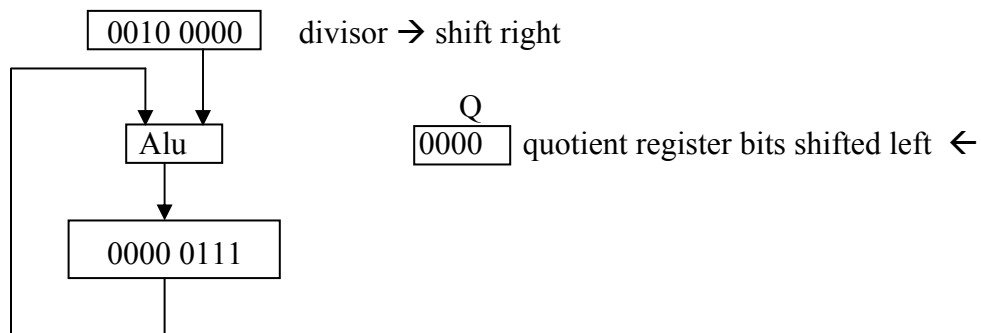 0010 0000 divisor → shift right
Q
Alu 0000 quotient register bits shifted left ←
0000 0111